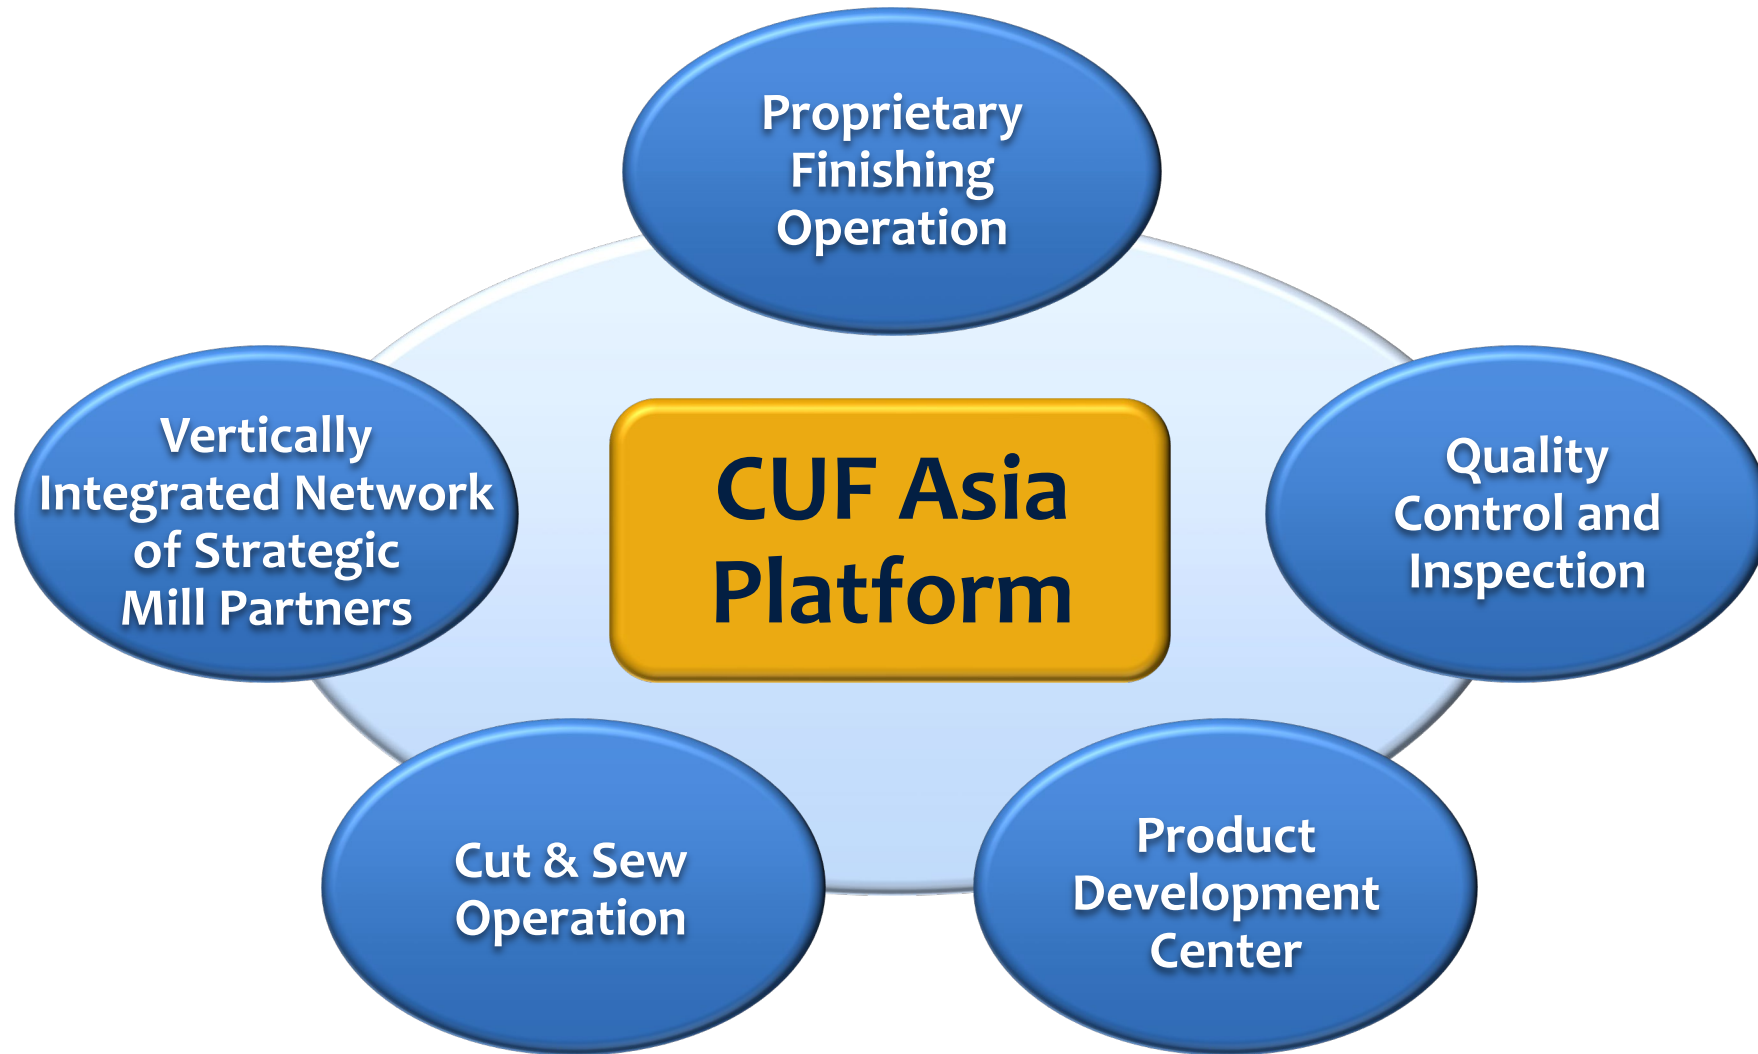 Proprietary
Finishing
Operation
Vertically
Integrated Network
of Strategic
Mill Partners
CUF Asia
Platform
Quality
Control and
Inspection
Cut & Sew
Operation
Product
Development
Center